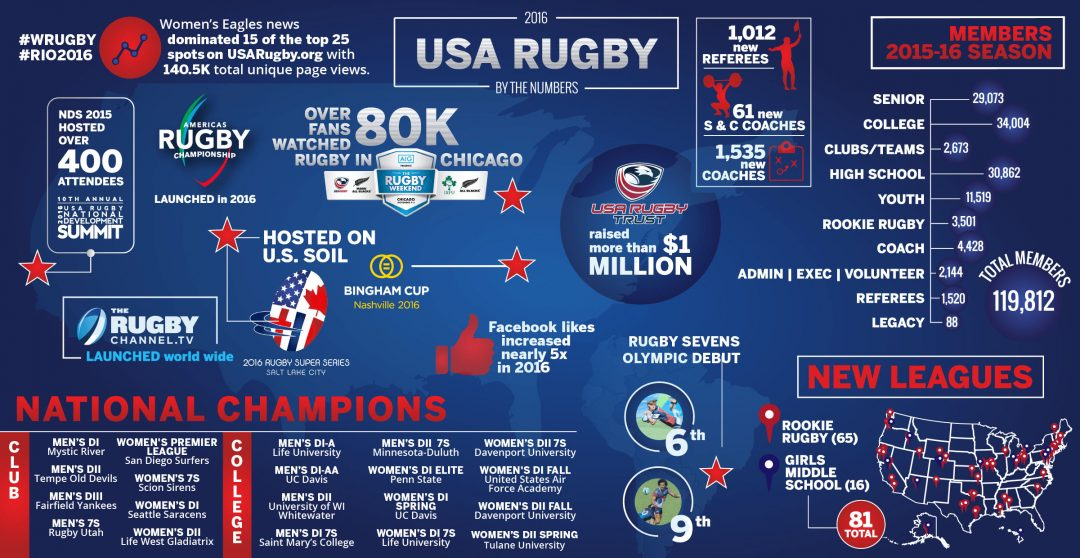 #WRUGBY
#RIO2016
Women's Eagles news
dominated 15 of the top 25
spots on USARugby.org with
140.5K total unique page views.
2016
USA RUGBY
BY THE NUMBERS
1,012
new
REFEREES
61 new
S & C COACHES
1,535
new
COACHES
MEMBERS
2015-16 SEASON
SENIOR 29,073
COLLEGE 34,004
CLUBS/TEAMS 2,673
HIGH SCHOOL 30,862
YOUTH 11,519
ROOKIE RUGBY 3,501
COACH 4,428
ADMIN | EXEC | VOLUNTEER 2,144
REFEREES 1,520
LEGACY 88
TOTAL MEMBERS
119,812
NDS 2015
HOSTED
OVER
400
ATTENDEES
10TH ANNUAL
USA RUGBY
NATIONAL
DEVELOPMENT
SUMMIT
AMERICAS
RUGBY
CHAMPIONSHIP
LAUNCHED in 2016
OVER 80K
FANS
WATCHED
RUGBY IN CHICAGO
AIG
THE
RUGBY
WEEKEND
CHICAGO
ALL BLACKS
USA RUGBY
TRUST
raised
more than $1
MILLION
HOSTED ON
U.S. SOIL
2016 RUGBY SUPER SERIES
SALT LAKE CITY
BINGHAM CUP
Nashville 2016
THE
RUGBY
CHANNEL.TV
LAUNCHED world wide
Facebook likes
increased
nearly 5x
in 2016
RUGBY SEVENS
OLYMPIC DEBUT
6th
9th
NEW LEAGUES
ROOKIE
RUGBY (65)
GIRLS
MIDDLE
SCHOOL (16)
81
TOTAL
NATIONAL CHAMPIONS
CLUB
MEN'S DI
Mystic River
MEN'S DII
Tempe Old Devils
MEN'S DIII
Fairfield Yankees
MEN'S 7S
Rugby Utah
WOMEN'S PREMIER
LEAGUE
San Diego Surfers
WOMEN'S 7S
Scion Sirens
WOMEN'S DI
Seattle Saracens
WOMEN'S DII
Life West Gladiatrix
COLLEGE
MEN'S DI-A
Life University
MEN'S DI-AA
UC Davis
MEN'S DII
University of WI
Whitewater
MEN'S DI 7S
Saint Mary's College
MEN'S DII 7S
Minnesota-Duluth
WOMEN'S DI ELITE
Penn State
WOMEN'S DI
SPRING
UC Davis
WOMEN'S DI 7S
Life University
WOMEN'S DII 7S
Davenport University
WOMEN'S DI FALL
United States Air
Force Academy
WOMEN'S DII FALL
Davenport University
WOMEN'S DII SPRING
Tulane University